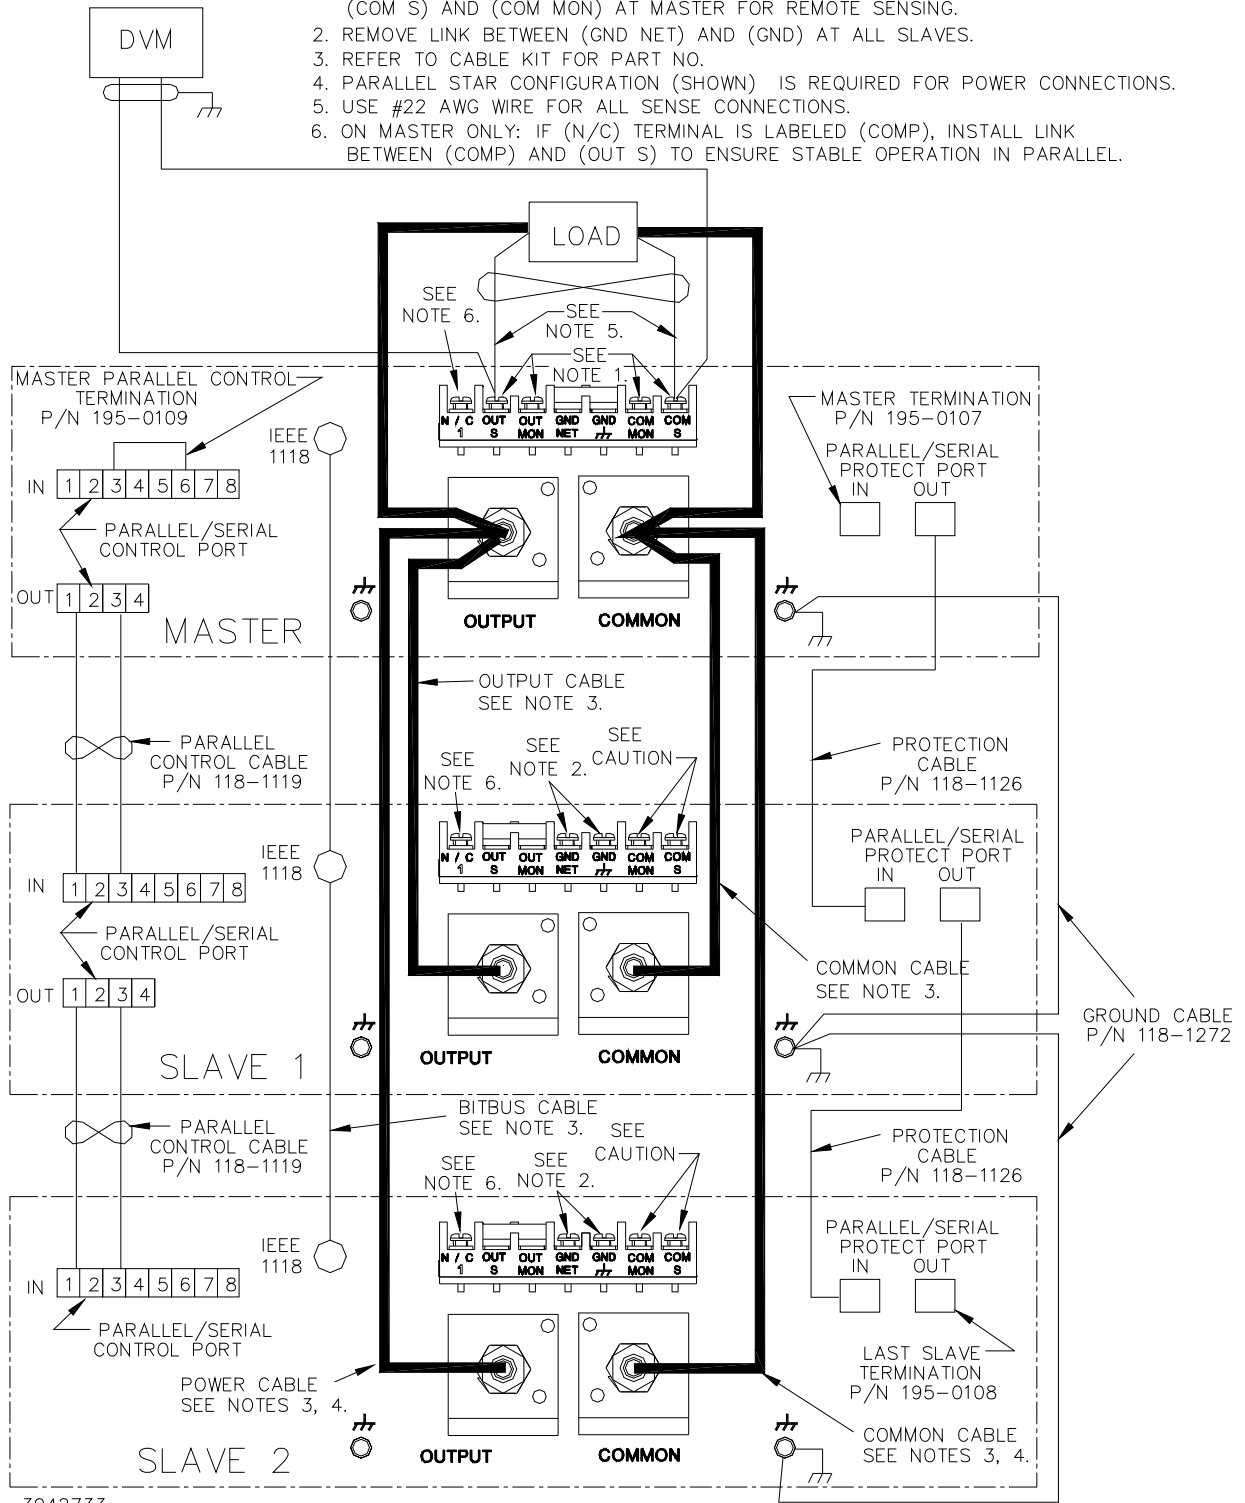 (COM S) AND (COM MON) AT MASTER FOR REMOTE SENSING.
2. REMOVE LINK BETWEEN (GND NET) AND (GND) AT ALL SLAVES.
3. REFER TO CABLE KIT FOR PART NO.
4. PARALLEL STAR CONFIGURATION (SHOWN) IS REQUIRED FOR POWER CONNECTIONS.
5. USE #22 AWG WIRE FOR ALL SENSE CONNECTIONS.
6. ON MASTER ONLY: IF (N/C) TERMINAL IS LABELED (COMP), INSTALL LINK
BETWEEN (COMP) AND (OUT S) TO ENSURE STABLE OPERATION IN PARALLEL.
DVM
LOAD
SEE
NOTE 6.
SEE
NOTE 5.
SEE
NOTE 1.
MASTER PARALLEL CONTROL
TERMINATION
P/N 195-0109
IEEE
1118
N / C OUT OUT GND GND COM COM
1 S MON NET MON S
MASTER TERMINATION
P/N 195-0107
PARALLEL/SERIAL
PROTECT PORT
IN OUT
IN 1 2 3 4 5 6 7 8
PARALLEL/SERIAL
CONTROL PORT
OUT 1 2 3 4
MASTER
OUTPUT COMMON
OUTPUT CABLE
SEE NOTE 3.
PARALLEL
CONTROL CABLE
P/N 118-1119
SEE
NOTE 6.
SEE
NOTE 2.
SEE
CAUTION
PROTECTION
CABLE
P/N 118-1126
IEEE
1118
N / C OUT OUT GND GND COM COM
1 S MON NET MON S
PARALLEL/SERIAL
PROTECT PORT
IN OUT
IN 1 2 3 4 5 6 7 8
PARALLEL/SERIAL
CONTROL PORT
OUT 1 2 3 4
COMMON CABLE
SEE NOTE 3.
GROUND CABLE
P/N 118-1272
SLAVE 1
OUTPUT COMMON
BITBUS CABLE
SEE NOTE 3.
PARALLEL
CONTROL CABLE
P/N 118-1119
SEE
NOTE 6.
SEE
NOTE 2.
SEE
CAUTION
PROTECTION
CABLE
P/N 118-1126
IEEE
1118
N / C OUT OUT GND GND COM COM
1 S MON NET MON S
PARALLEL/SERIAL
PROTECT PORT
IN OUT
IN 1 2 3 4 5 6 7 8
PARALLEL/SERIAL
CONTROL PORT
LAST SLAVE
TERMINATION
P/N 195-0108
POWER CABLE
SEE NOTES 3, 4.
COMMON CABLE
SEE NOTES 3, 4.
SLAVE 2
OUTPUT COMMON